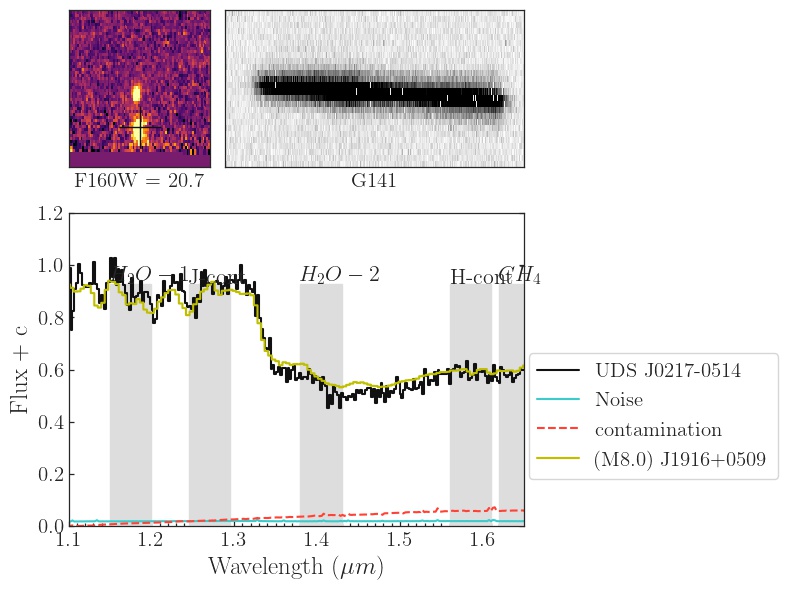 F160W = 20.7
G141
1.2
1.0
0.8
0.6
0.4
0.2
0.0
Flux + c
H₂O − 1
J-cont
H₂O − 2
H-cont
CH₄
1.1
1.2
1.3
1.4
1.5
1.6
Wavelength (μm)
UDS J0217-0514
Noise
contamination
(M8.0) J1916+0509